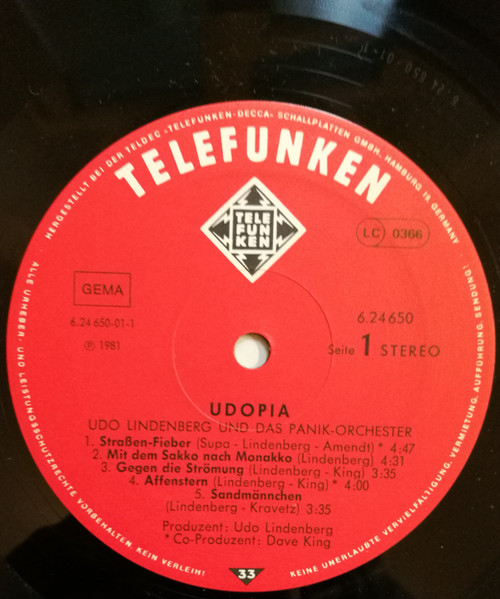 6.24 650-01-1
HERGESTELLT BEI DER TELDEC »TELEFUNKEN-DECCA« SCHALLPLATTEN GMBH, HAMBURG 19, GERMANY
TELEFUNKEN
TELE
FUN
KEN
LC 0366
GEMA
6.24 650-01-1
6.24 650
℗ 1981
Seite 1 STEREO
UDOPIA
UDO LINDENBERG UND DAS PANIK-ORCHESTER
1. Straßen-Fieber (Supa - Lindenberg - Amendt) * 4:47
2. Mit dem Sakko nach Monakko (Lindenberg) 4:31
3. Gegen die Strömung (Lindenberg - King) 3:35
4. Affenstern (Lindenberg - King) * 4:00
5. Sandmännchen
(Lindenberg - Kravetz) 3:35
Produzent: Udo Lindenberg
*Co-Produzent: Dave King
33
ALLE URHEBER- UND LEISTUNGSSCHUTZRECHTE VORBEHALTEN KEIN VERLEIH!
KEINE UNERLAUBTE VERVIELFÄLTIGUNG, VERMIETUNG, AUFFÜHRUNG, SENDUNG!